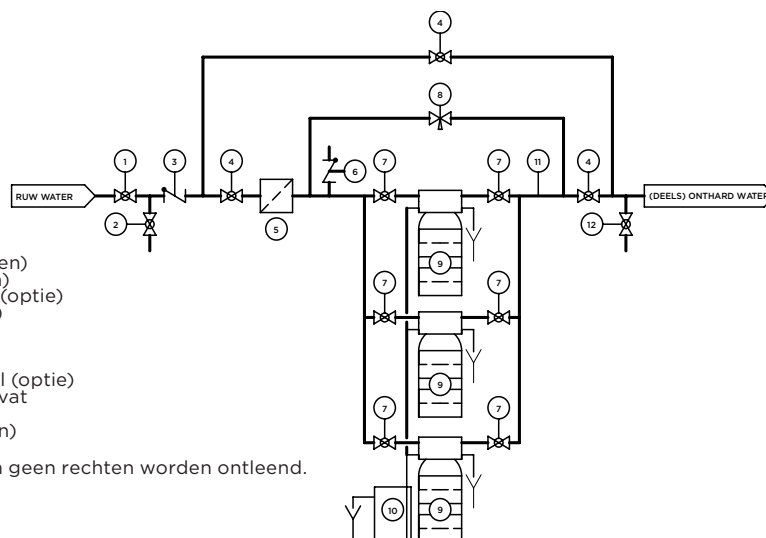 4
8
1
3
4
6
7
7
11
4
RUW WATER
(DEELS) ONTHARD WATER
2
5
12
en)
)
9
(optie)
)
7
7
l (optie)
vat
9
n)
7
7
n geen rechten worden ontleend.
10
9